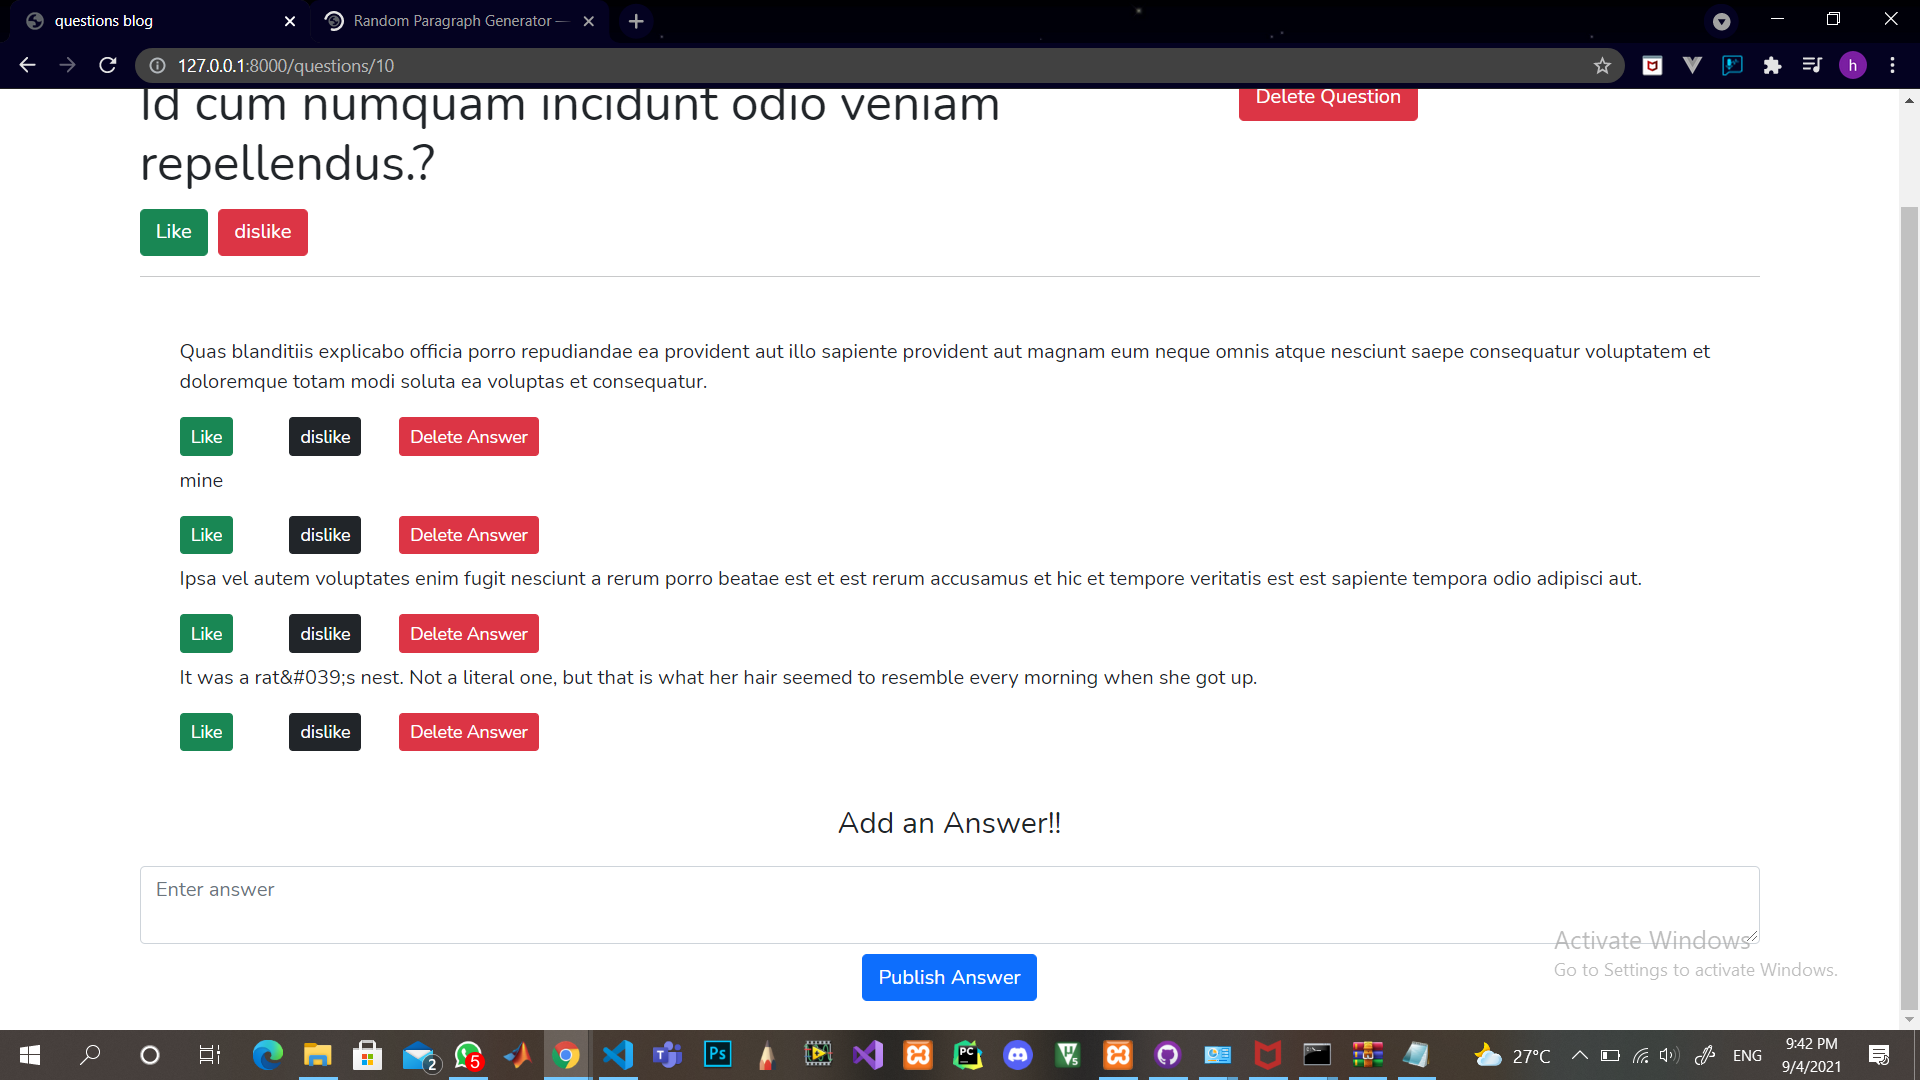 questions blog
Random Paragraph Generator —
127.0.0.1:8000/questions/10
h
Id cum numquam incidunt odio veniam
repellendus.?
Delete Question
Like dislike
Quas blanditiis explicabo officia porro repudiandae ea provident aut illo sapiente provident aut magnam eum neque omnis atque nesciunt saepe consequatur voluptatem et
doloremque totam modi soluta ea voluptas et consequatur.
Like dislike Delete Answer
mine
Like dislike Delete Answer
Ipsa vel autem voluptates enim fugit nesciunt a rerum porro beatae est et est rerum accusamus et hic et tempore veritatis est est sapiente tempora odio adipisci aut.
Like dislike Delete Answer
It was a rat&#039;s nest. Not a literal one, but that is what her hair seemed to resemble every morning when she got up.
Like dislike Delete Answer
Add an Answer!!
Enter answer
Publish Answer
Activate Windows
Go to Settings to activate Windows.
2
5
Ps
PC
27°C
ENG
9:42 PM
9/4/2021